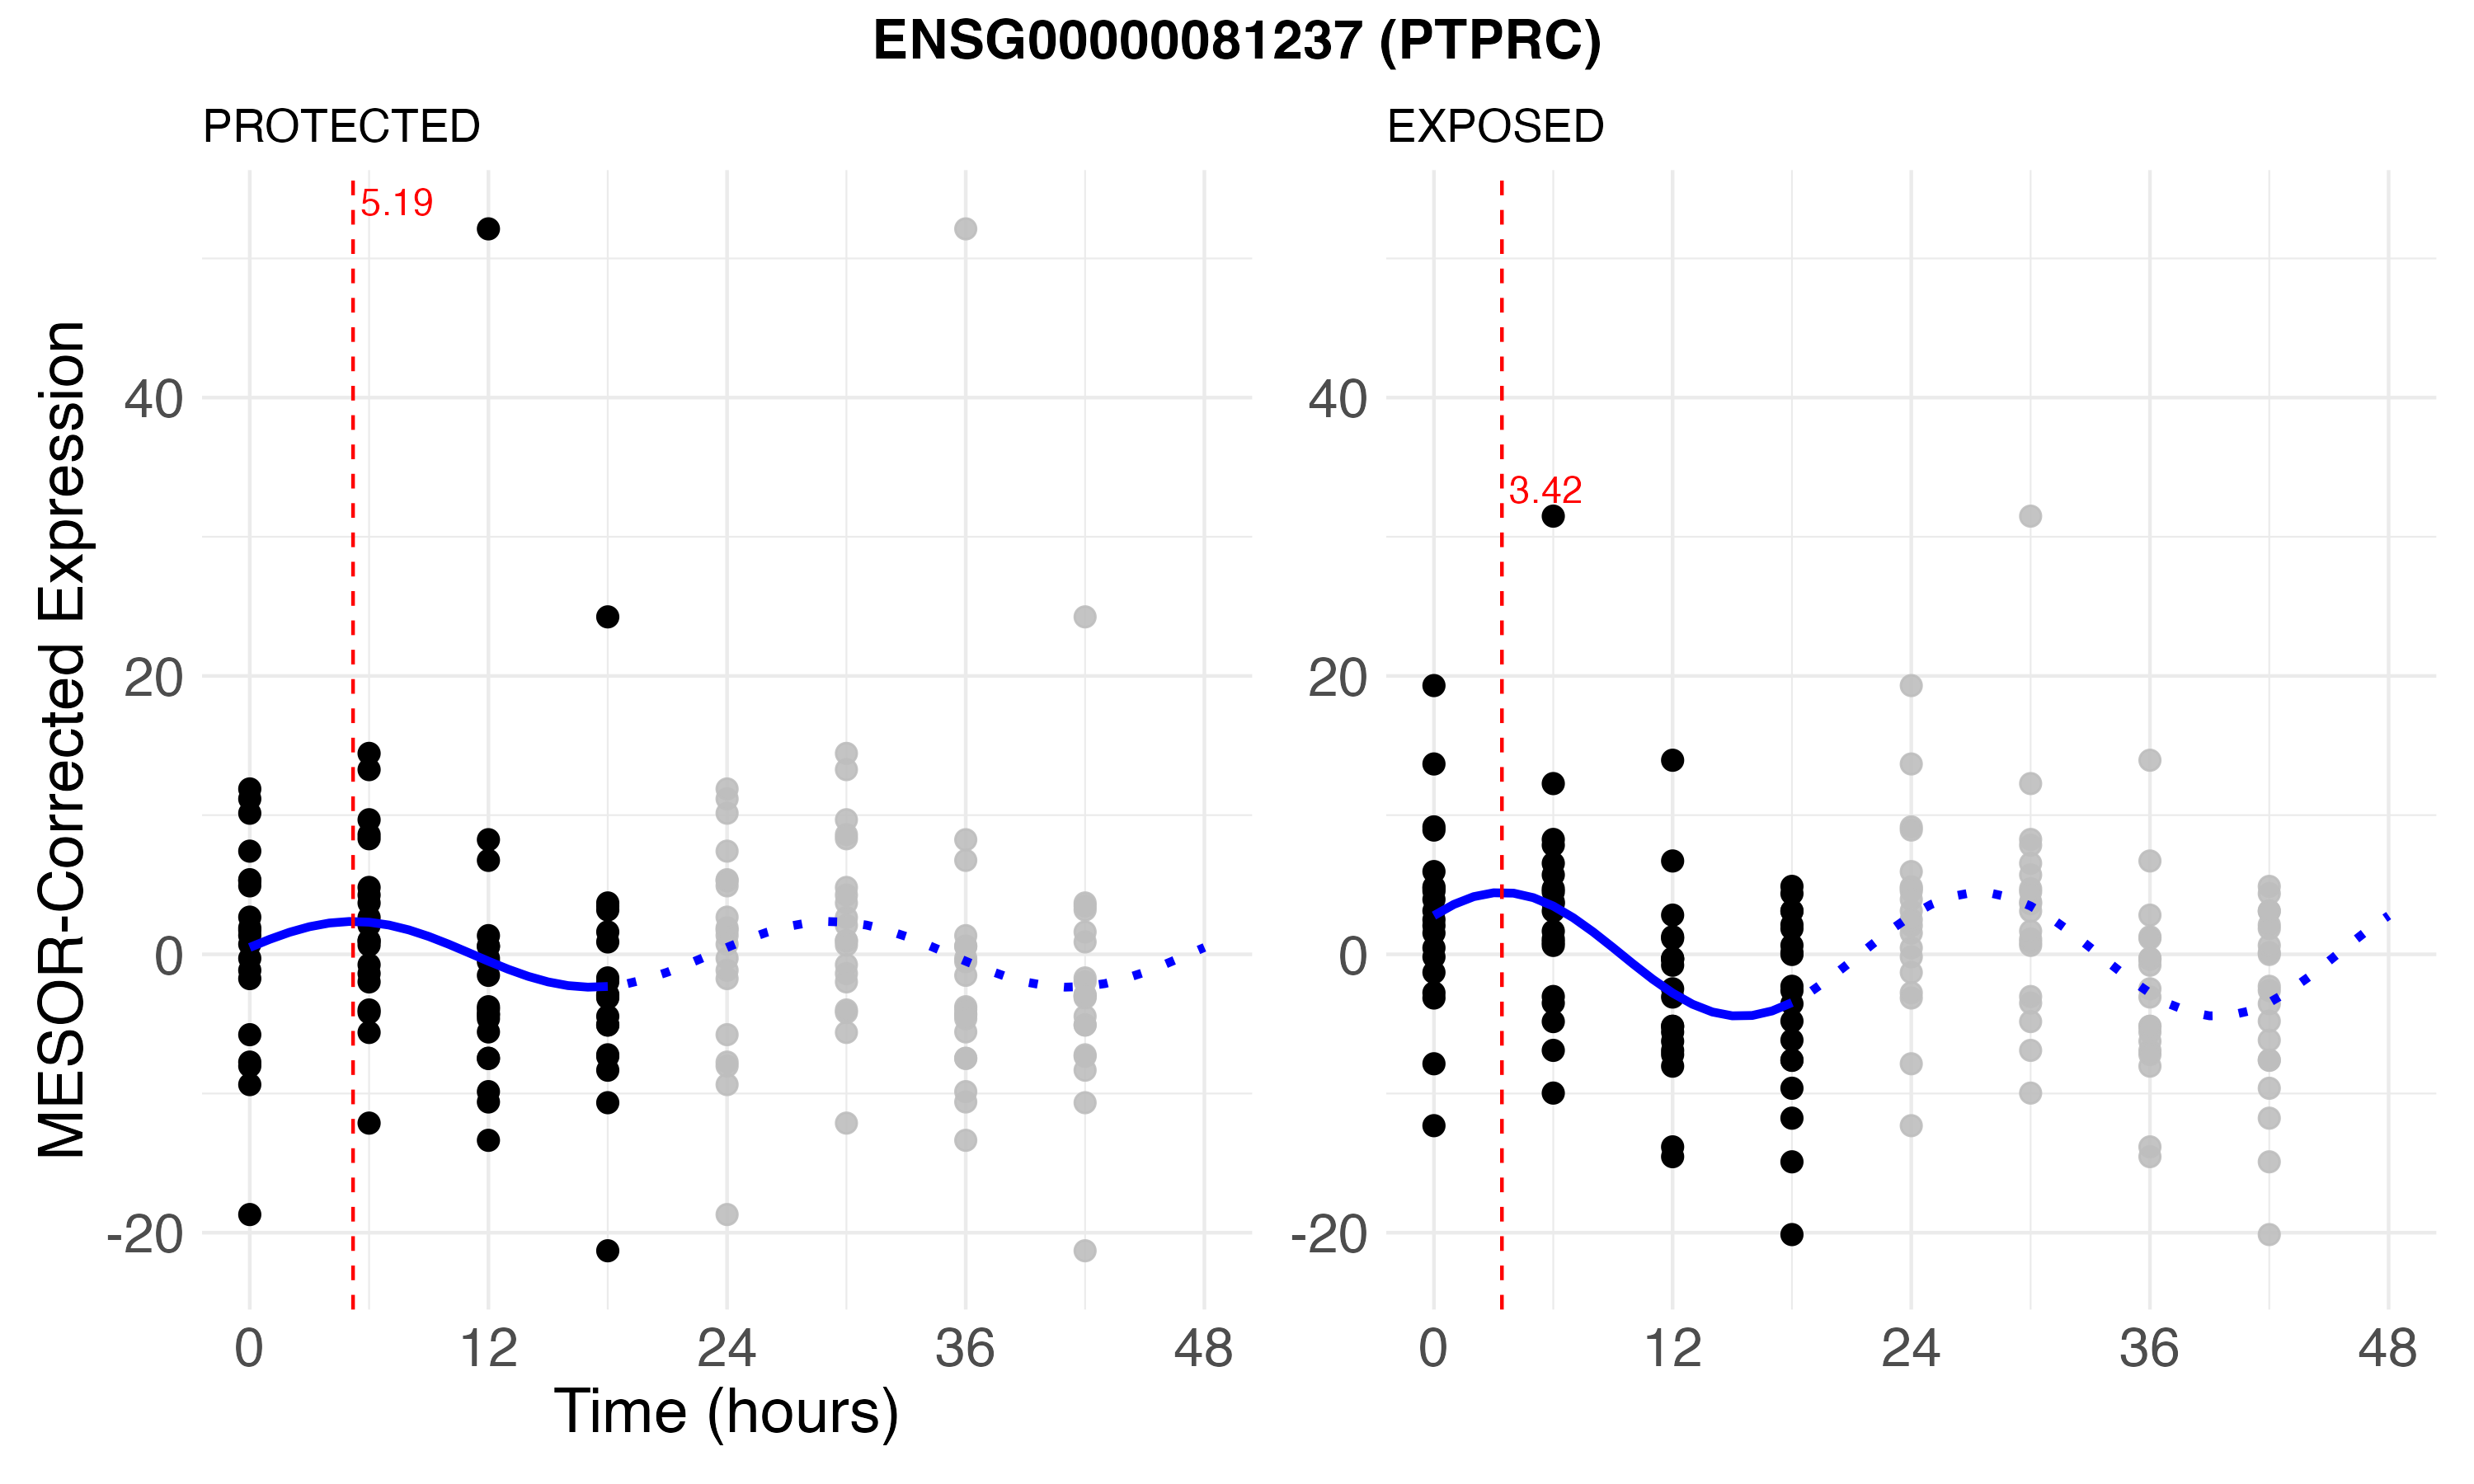 ENSG00000081237 (PTPRC)
PROTECTED
EXPOSED
MESOR-Corrected Expression
40
20
0
-20
5.19
0 12 24 36 48
40
20
0
-20
3.42
0 12 24 36 48
Time (hours)